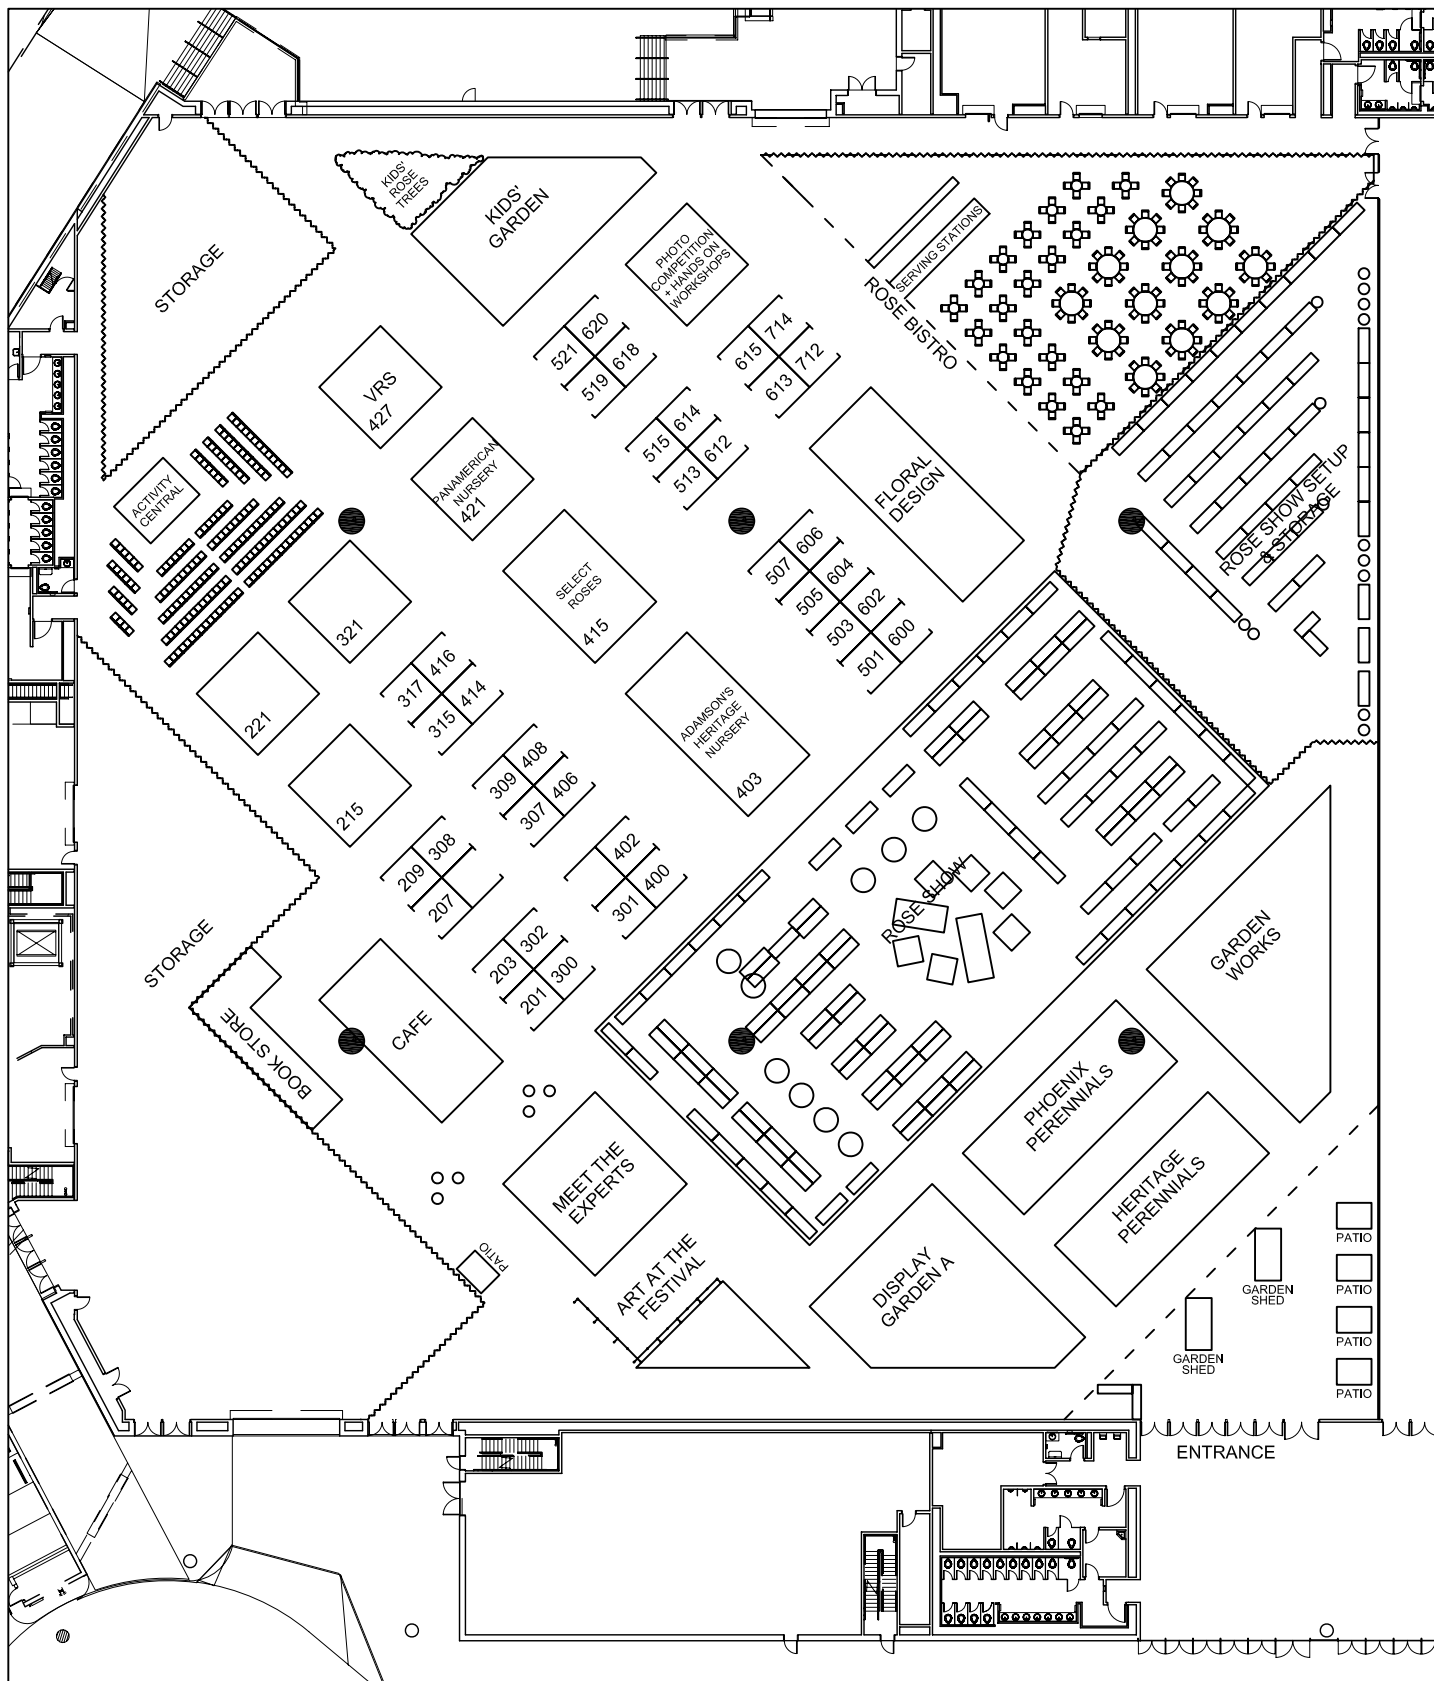 KIDS'
ROSE
TREES
KIDS'
GARDEN
PHOTO
COMPETITION
+ HANDS ON
WORKSHOPS
SERVING STATIONS
ROSE BISTRO
STORAGE
VRS
427
521
620
519
618
615
714
613
712
515
614
513
612
PANAMERICAN
NURSERY
421
ACTIVITY
CENTRAL
FLORAL
DESIGN
ROSE SHOW SETUP
& STORAGE
507
606
505
604
503
602
501
600
SELECT
ROSES
415
321
221
215
317
416
315
414
ADAMSON'S
HERITAGE
NURSERY
403
309
408
307
406
209
308
207
402
301
400
203
302
201
300
ROSE SHOW
GARDEN
WORKS
STORAGE
BOOK STORE
CAFE
PHOENIX
PERENNIALS
HERITAGE
PERENNIALS
MEET THE
EXPERTS
PATIO
ART AT THE
FESTIVAL
DISPLAY
GARDEN A
PATIO
PATIO
PATIO
PATIO
GARDEN
SHED
GARDEN
SHED
ENTRANCE